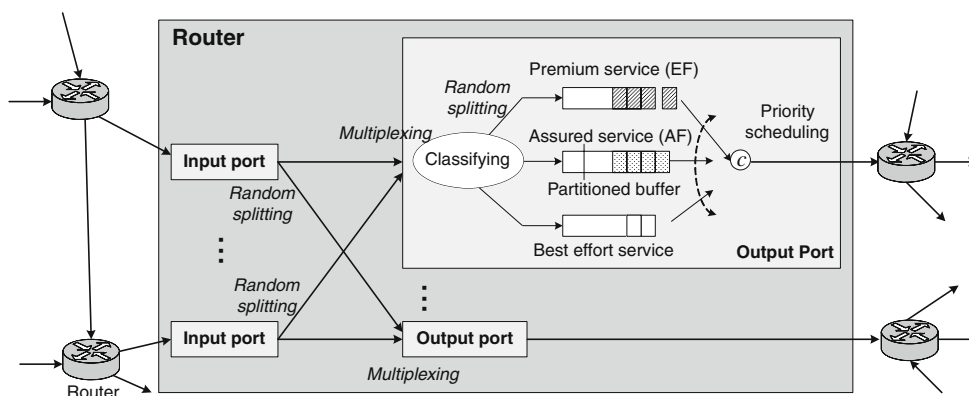 Router
Premium service (EF)
Random
splitting
Priority
scheduling
Multiplexing
Assured service (AF)
Classifying
c
Input port
Partitioned buffer
Random
splitting
Best effort service
Output Port
Random
splitting
Input port
Output port
Multiplexing
Router